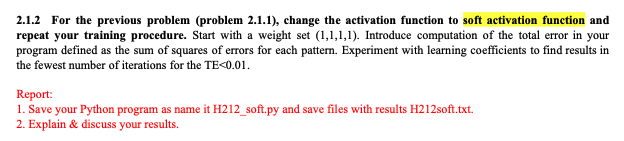 2.1.2 For the previous problem (problem 2.1.1), change the activation function to soft activation function and
repeat your training procedure. Start with a weight set (1,1,1,1). Introduce computation of the total error in your
program defined as the sum of squares of errors for each pattern. Experiment with learning coefficients to find results in
the fewest number of iterations for the TE<0.01.
Report:
1. Save your Python program as name it H212_soft.py and save files with results H212soft.txt.
2. Explain & discuss your results.